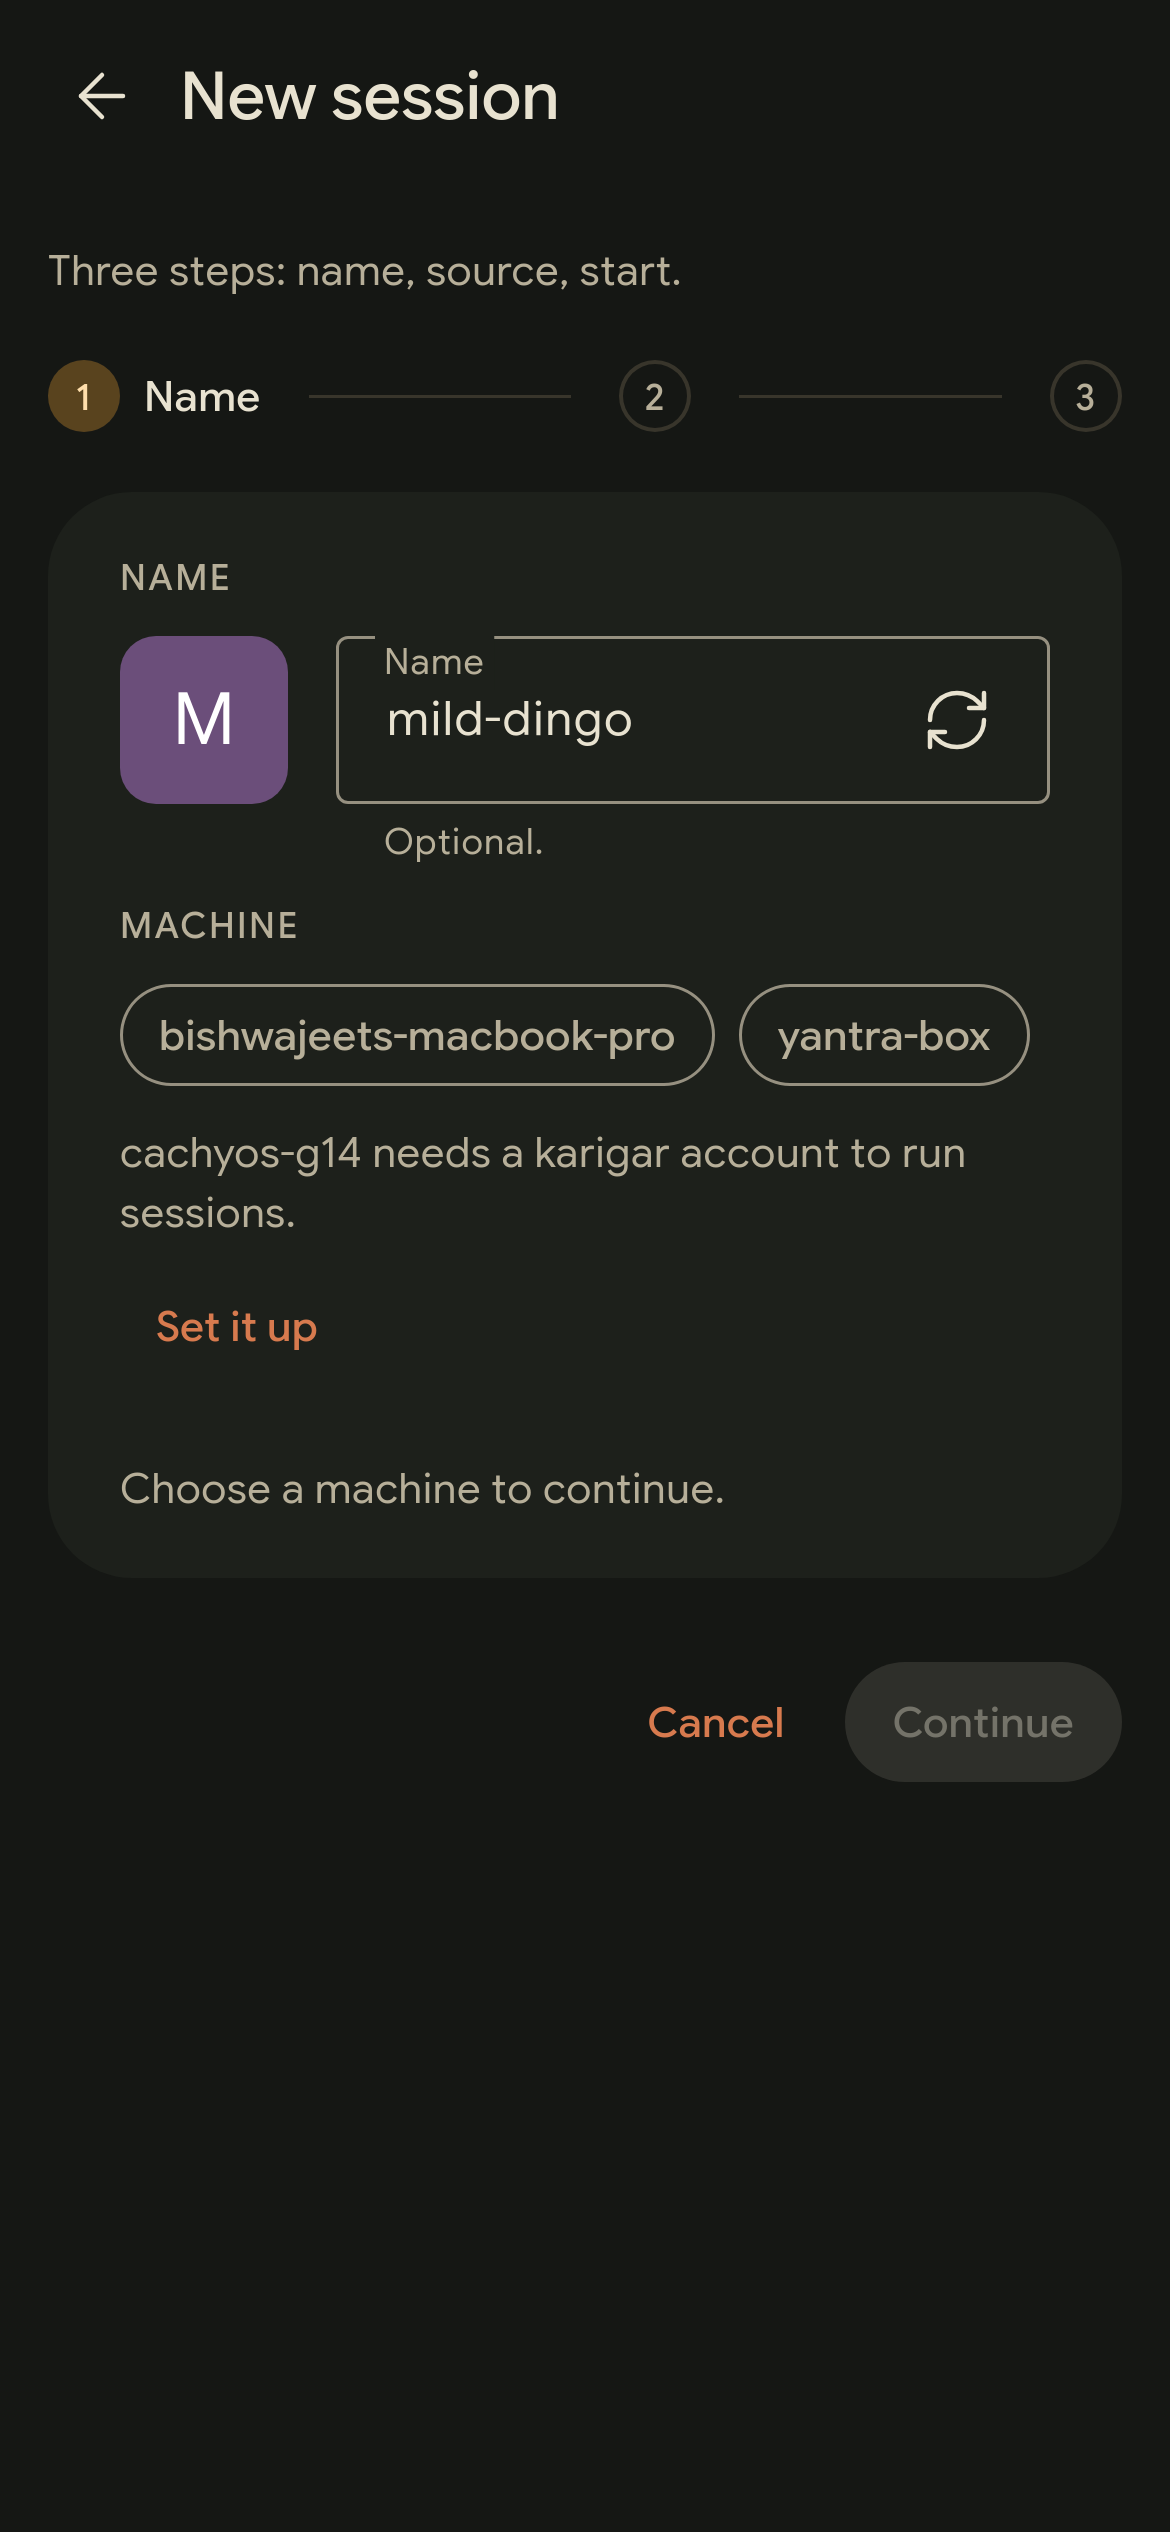 New session
Three steps: name, source, start.
1 Name 2 3
NAME
M
Name
mild-dingo
Optional.
MACHINE
bishwajeets-macbook-pro yantra-box
cachyos-g14 needs a karigar account to run
sessions.
Set it up
Choose a machine to continue.
Cancel Continue